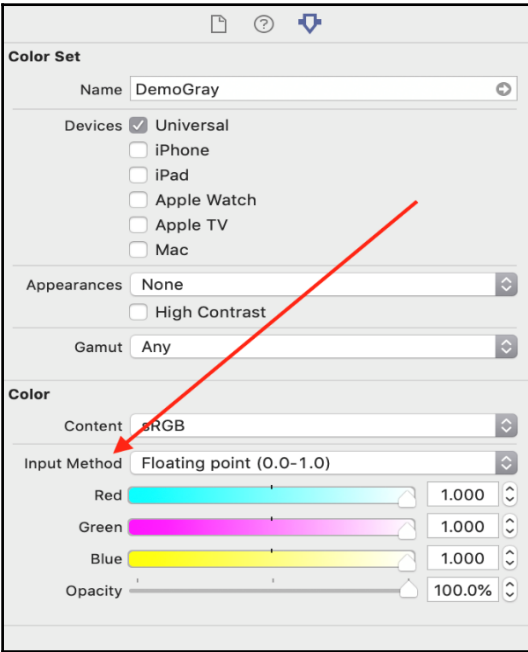 Color Set
Name DemoGray
Devices Universal
iPhone
iPad
Apple Watch
Apple TV
Mac
Appearances None
High Contrast
Gamut Any
Color
Content sRGB
Input Method Floating point (0.0-1.0)
Red 1.000
Green 1.000
Blue 1.000
Opacity 100.0%